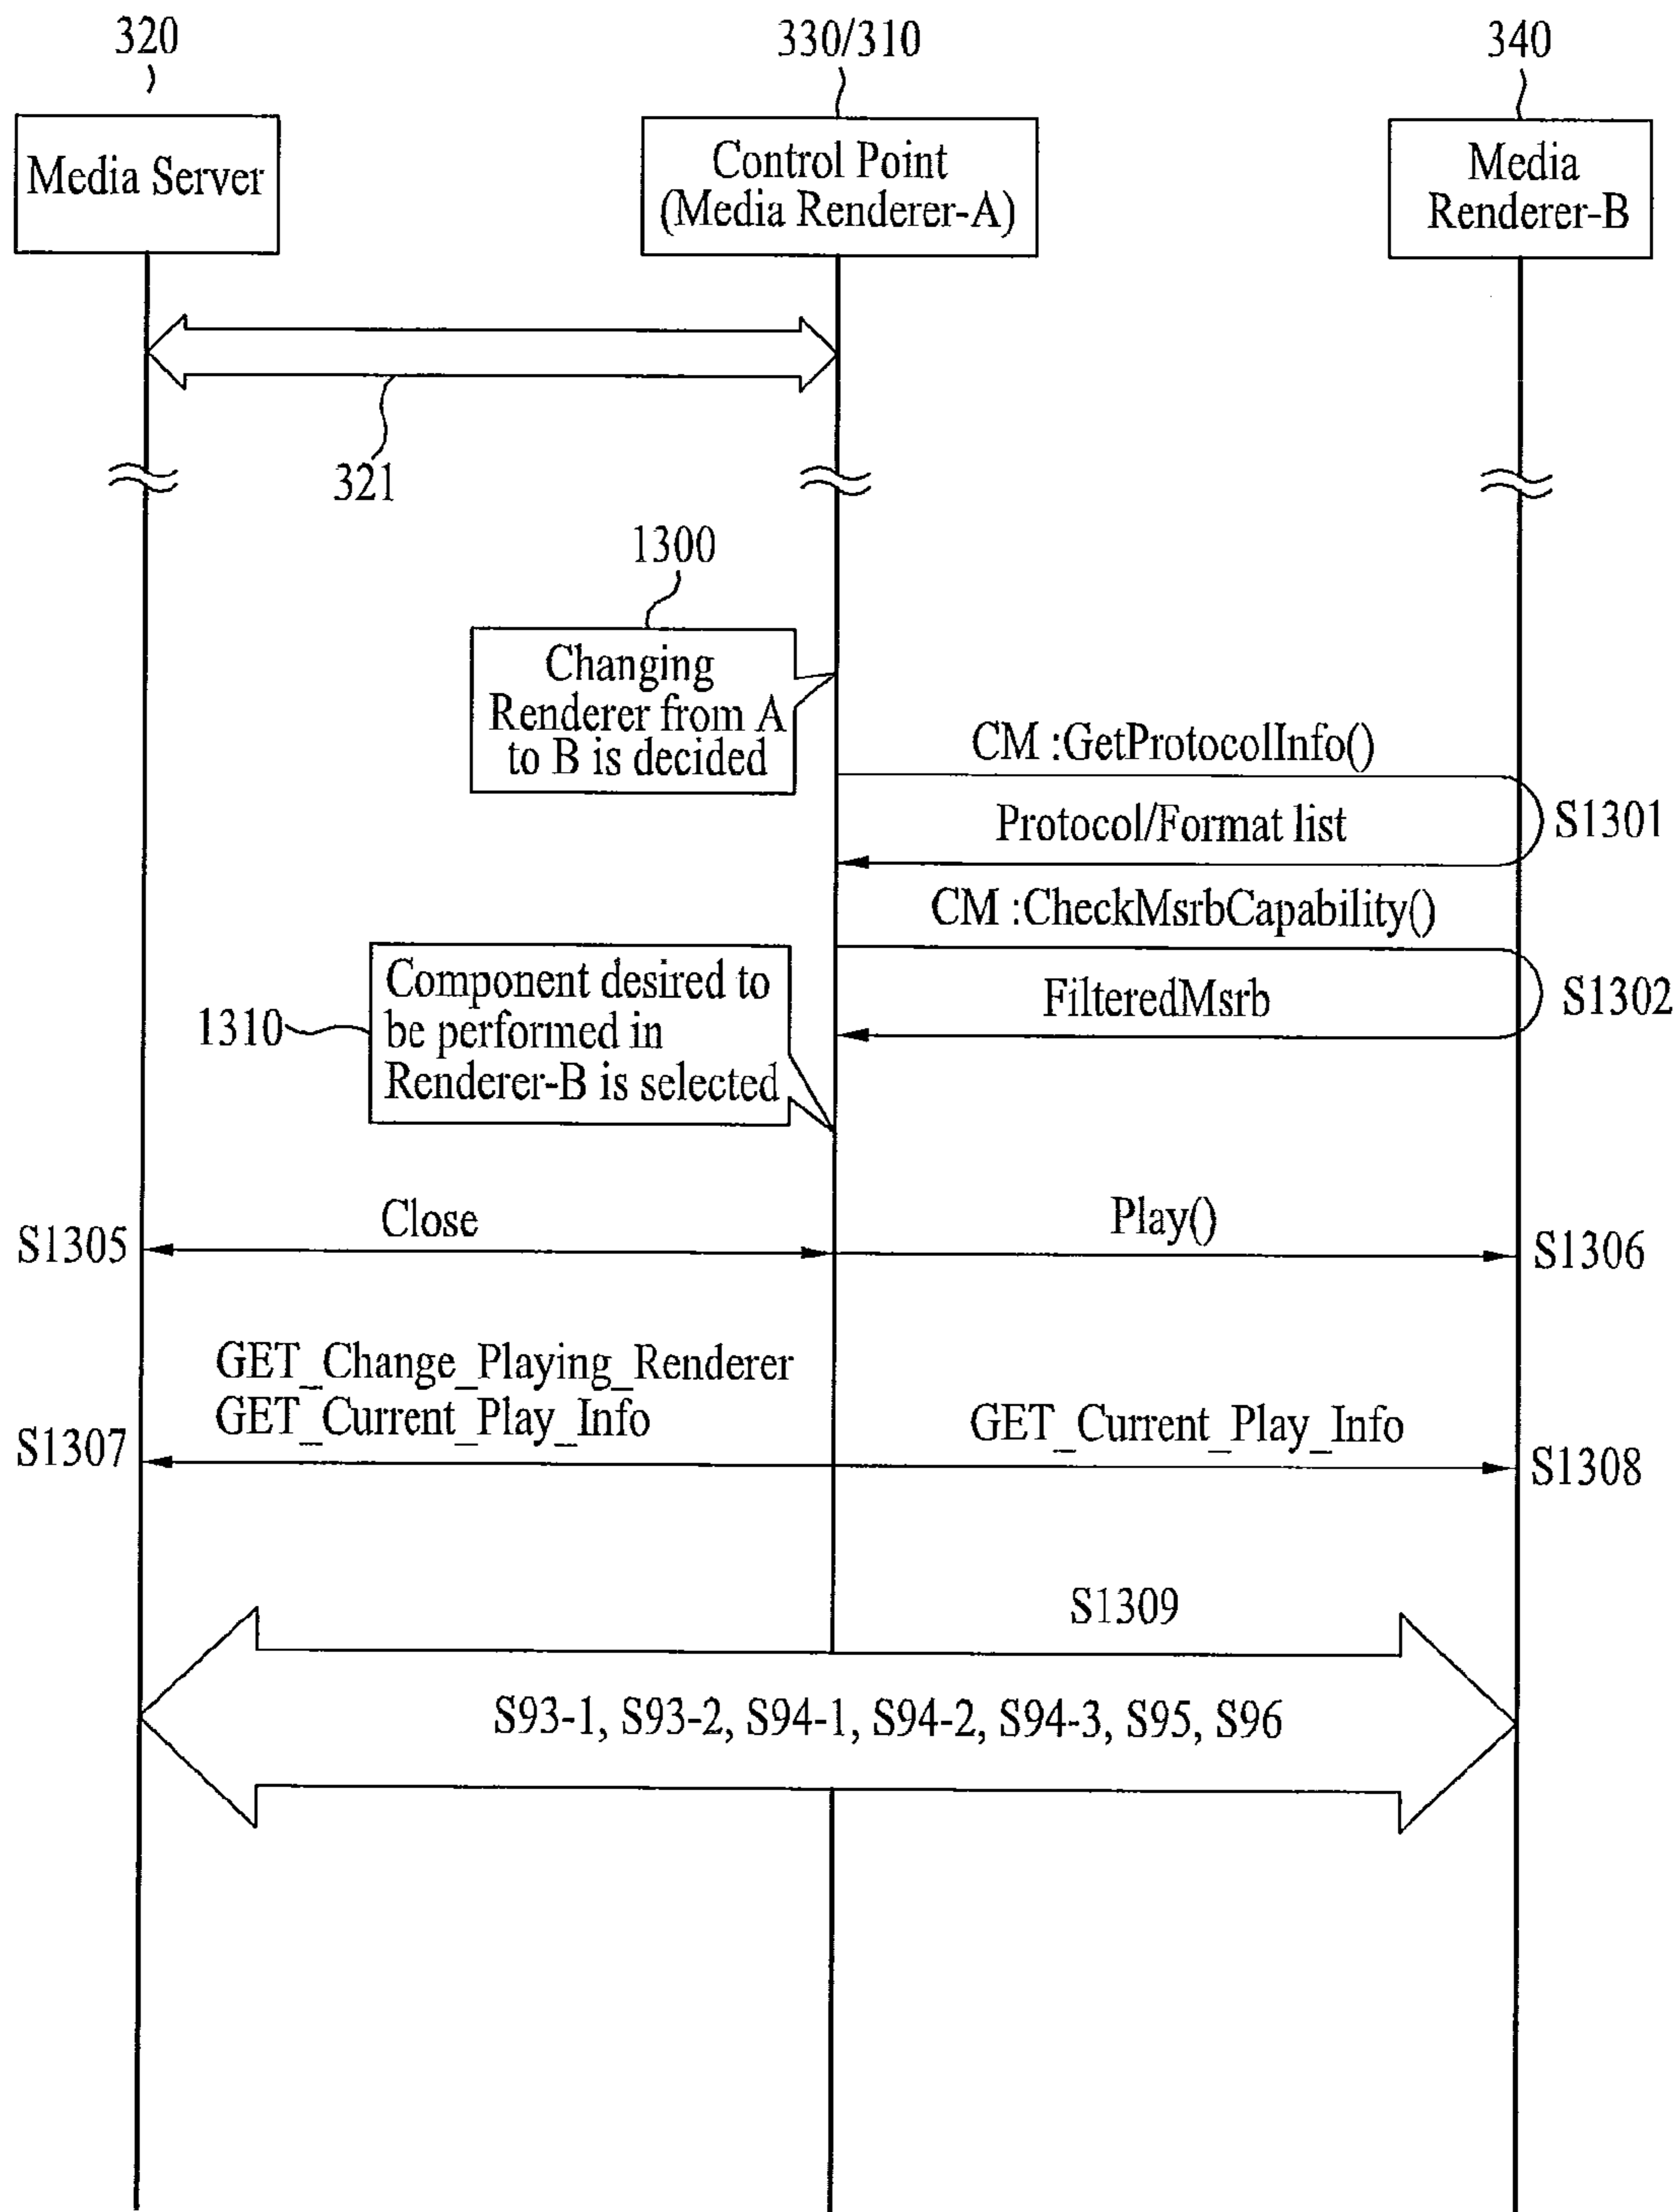 320
330/310
340
Media Server
Control Point
(Media Renderer-A)
Media
Renderer-B
321
1300
Changing
Renderer from A
to B is decided
CM :GetProtocolInfo()
Protocol/Format list
S1301
CM :CheckMsrbCapability()
FilteredMsrb
S1302
1310
Component desired to
be performed in
Renderer-B is selected
S1305
Close
Play()
S1306
GET_Change_Playing_Renderer
GET_Current_Play_Info
S1307
GET_Current_Play_Info
S1308
S1309
S93-1, S93-2, S94-1, S94-2, S94-3, S95, S96